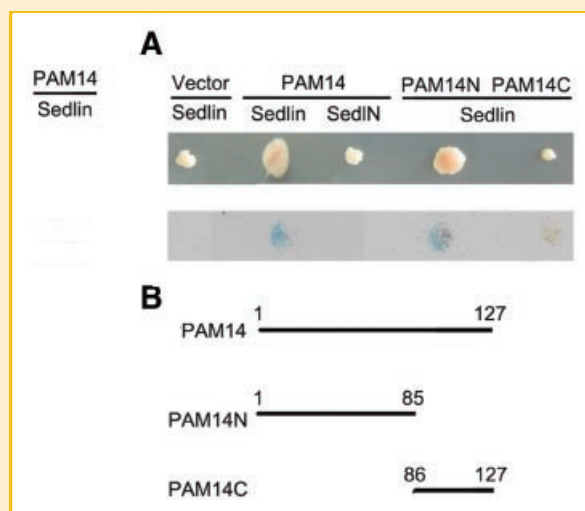 A
PAM14
Sedlin
Vector PAM14 PAM14N PAM14C
Sedlin Sedlin SedlN Sedlin
B
1 127
PAM14
1 85
PAM14N
86 127
PAM14C